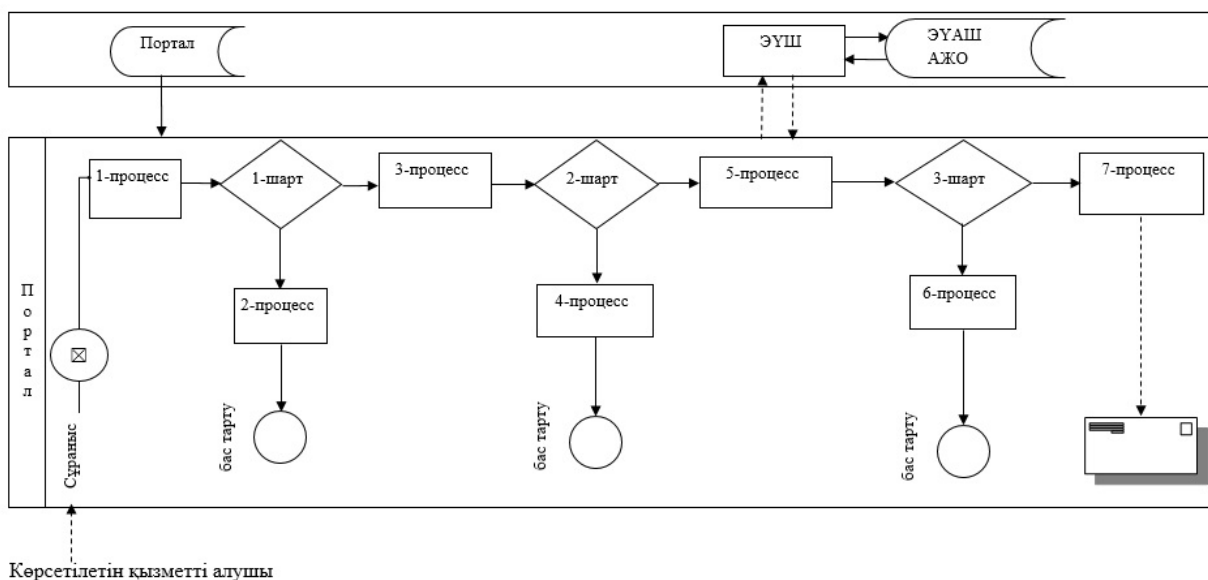 Портал
ЭҮШ
ЭҮАШ
АЖО
1-процесс
1-шарт
3-процесс
2-шарт
5-процесс
3-шарт
7-процесс
2-процесс
4-процесс
6-процесс
Портал
Сұраныс
бас тарту
бас тарту
бас тарту
Көрсетілетін қызметті алушы